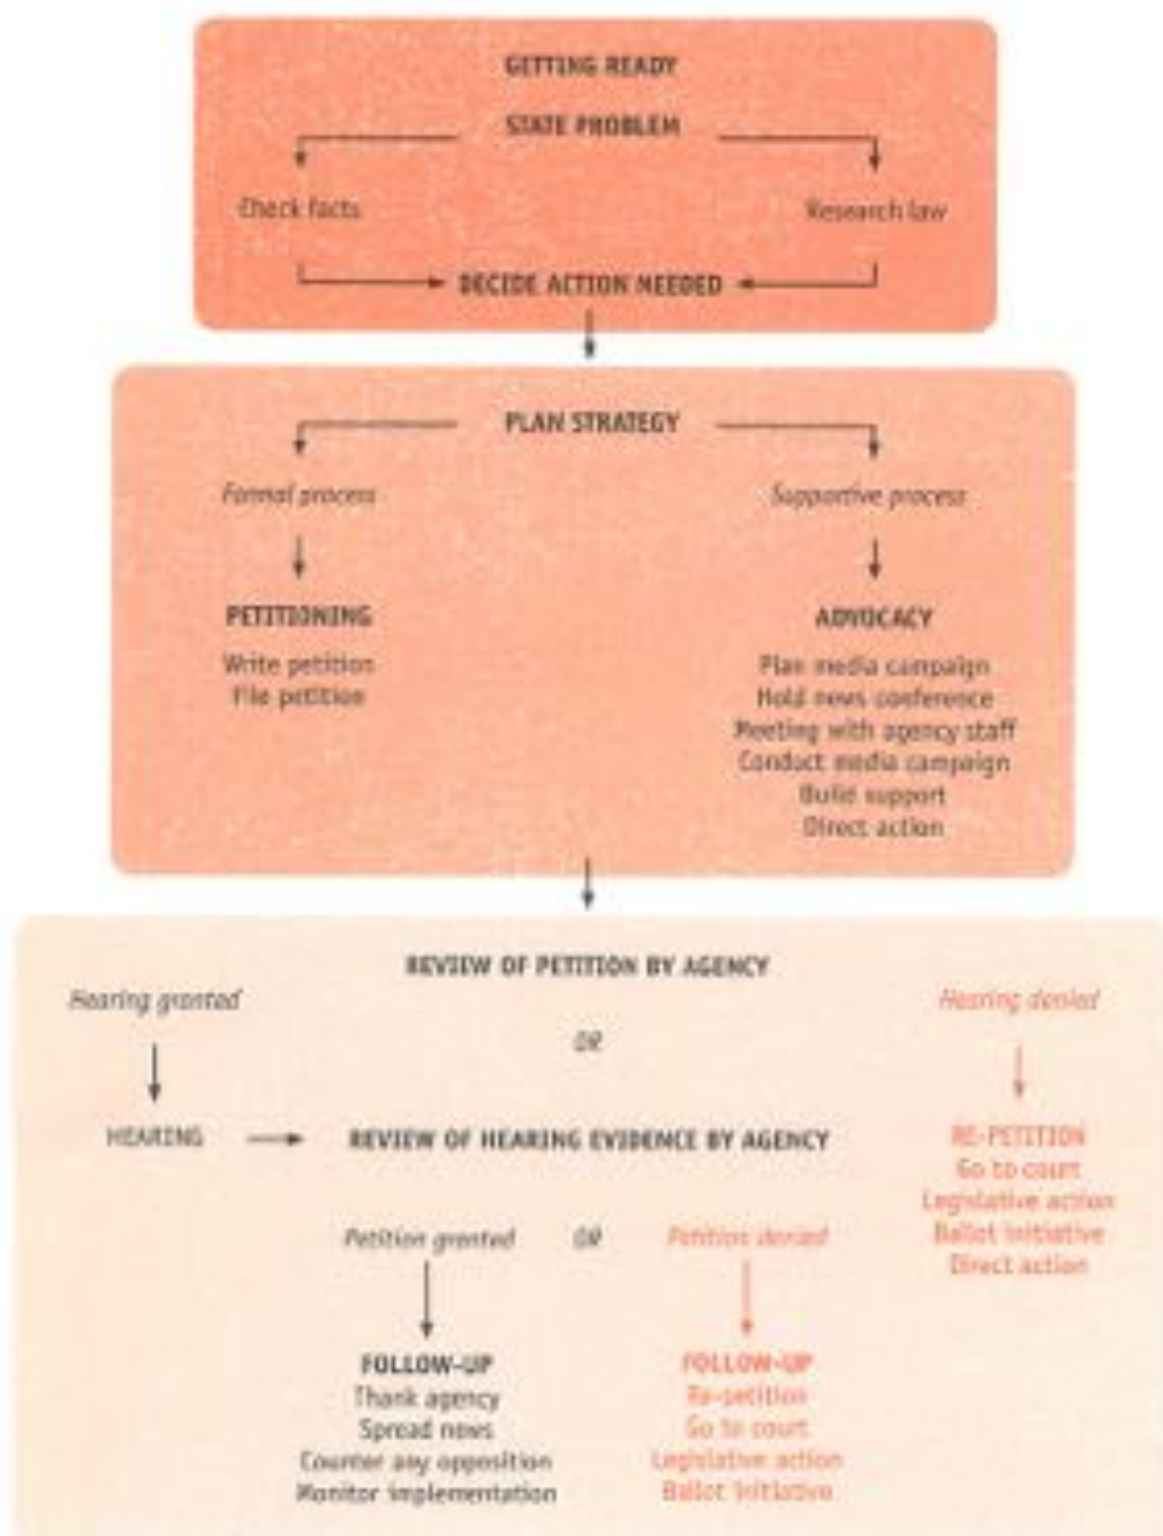 GETTING READY
STATE PROBLEM
Check facts
Research law
DECIDE ACTION NEEDED
PLAN STRATEGY
Formal process
Supportive process
PETITIONING
Write petition
File petition
ADVOCACY
Plan media campaign
Hold news conference
Meeting with agency staff
Conduct media campaign
Build support
Direct action
REVIEW OF PETITION BY AGENCY
Hearing granted
OR
Hearing denied
HEARING
REVIEW OF HEARING EVIDENCE BY AGENCY
RE-PETITION
Go to court
Legislative action
Ballot initiative
Direct action
Petition granted
OR
Petition denied
FOLLOW-UP
Thank agency
Spread news
Counter any opposition
Monitor implementation
FOLLOW-UP
Re-petition
Go to court
Legislative action
Ballot initiative